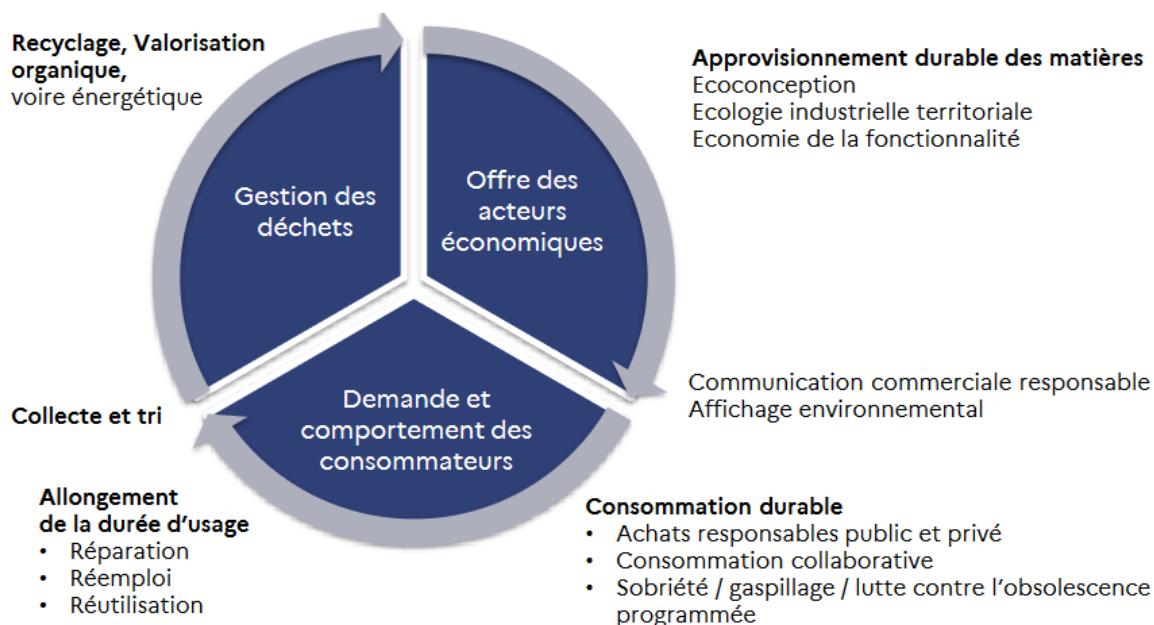 Recyclage, Valorisation
organique,
voire énergétique
Approvisionnement durable des matières
Ecoconception
Ecologie industrielle territoriale
Economie de la fonctionnalité
Gestion des
déchets
Offre des
acteurs
économiques
Demande et
comportement des
consommateurs
Communication commerciale responsable
Affichage environnemental
Collecte et tri
Allongement
de la durée d’usage
• Réparation
• Réemploi
• Réutilisation
Consommation durable
• Achats responsables public et privé
• Consommation collaborative
• Sobriété / gaspillage / lutte contre l’obsolescence
programmée